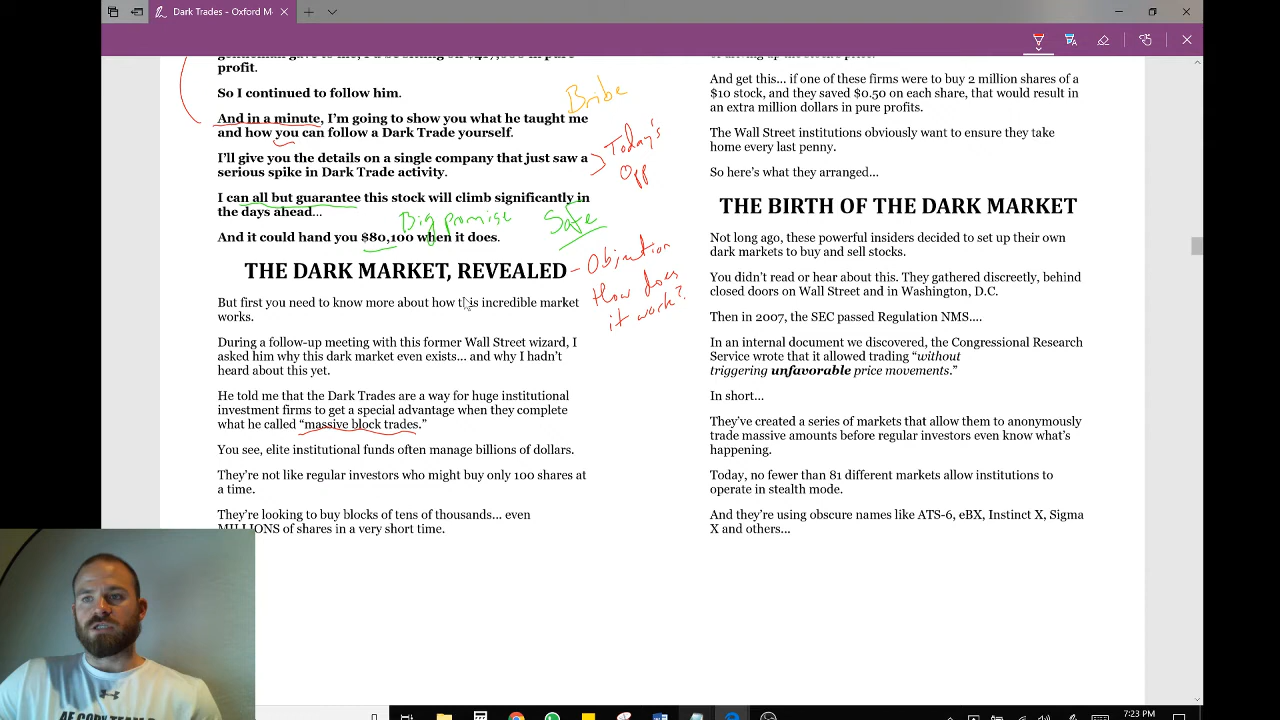 Dark Trades - Oxford M
gentleman gave to me, I'd be sitting on $417,000 in pure
profit.
So I continued to follow him.
Bribe
And in a minute, I'm going to show you what he taught me
and how you can follow a Dark Trade yourself.
Today's
Opp
I'll give you the details on a single company that just saw a
serious spike in Dark Trade activity.
I can all but guarantee this stock will climb significantly in
the days ahead...
Big promise
Safe
And it could hand you $80,100 when it does.
THE DARK MARKET, REVEALED
- Objection
How does
it work?
But first you need to know more about how this incredible market
works.
During a follow-up meeting with this former Wall Street wizard, I
asked him why this dark market even exists... and why I hadn't
heard about this yet.
He told me that the Dark Trades are a way for huge institutional
investment firms to get a special advantage when they complete
what he called "massive block trades."
You see, elite institutional funds often manage billions of dollars.
They're not like regular investors who might buy only 100 shares at
a time.
They're looking to buy blocks of tens of thousands... even
MILLIONS of shares in a very short time.
of driving up the stock's price.
And get this... if one of these firms were to buy 2 million shares of a
$10 stock, and they saved $0.50 on each share, that would result in
an extra million dollars in pure profits.
The Wall Street institutions obviously want to ensure they take
home every last penny.
So here's what they arranged...
THE BIRTH OF THE DARK MARKET
Not long ago, these powerful insiders decided to set up their own
dark markets to buy and sell stocks.
You didn't read or hear about this. They gathered discreetly, behind
closed doors on Wall Street and in Washington, D.C.
Then in 2007, the SEC passed Regulation NMS....
In an internal document we discovered, the Congressional Research
Service wrote that it allowed trading "without
triggering unfavorable price movements."
In short...
They've created a series of markets that allow them to anonymously
trade massive amounts before regular investors even know what's
happening.
Today, no fewer than 81 different markets allow institutions to
operate in stealth mode.
And they're using obscure names like ATS-6, eBX, Instinct X, Sigma
X and others...
7:23 PM